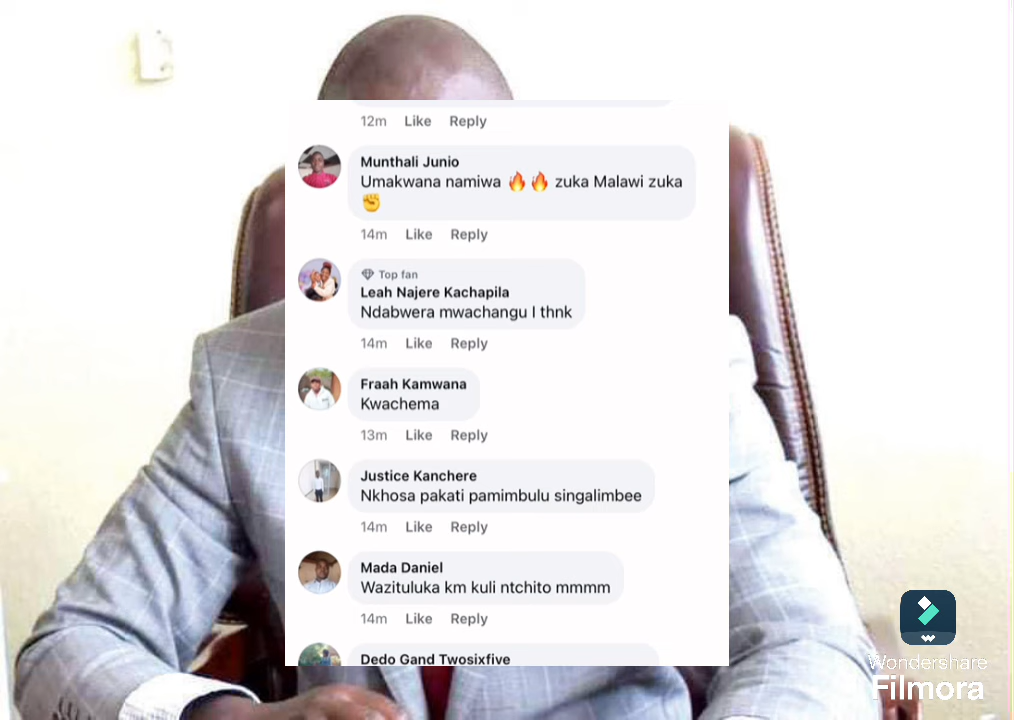 12m Like Reply
Munthali Junio
Umakwana namiwa 🔥🔥 zuka Malawi zuka
✊
14m Like Reply
Top fan
Leah Najere Kachapila
Ndabwera mwachangu I thnk
14m Like Reply
Fraah Kamwana
Kwachema
13m Like Reply
Justice Kanchere
Nkhosa pakati pamimbulu singalimbee
14m Like Reply
Mada Daniel
Wazituluka km kuli ntchito mmmm
14m Like Reply
Dedo Gand Twosixfive
Wondershare
Filmora